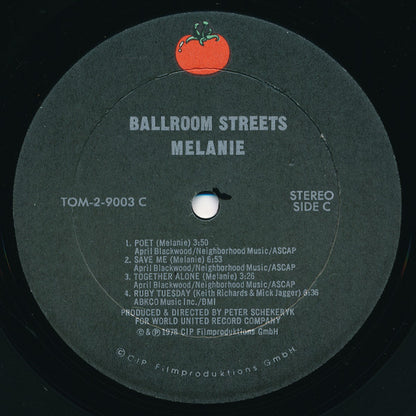 BALLROOM STREETS
MELANIE
TOM-2-9003 C
STEREO
SIDE C
1. POET (Melanie) 3:50
April Blackwood/Neighborhood Music/ASCAP
2. SAVE ME (Melanie) 6:53
April Blackwood/Neighborhood Music/ASCAP
3. TOGETHER ALONE (Melanie) 3:26
April Blackwood/Neighborhood Music/ASCAP
4. RUBY TUESDAY (Keith Richards & Mick Jagger) 6:36
ABKCO Music Inc./BMI
PRODUCED & DIRECTED BY PETER SCHEKERYK
FOR WORLD UNITED RECORD COMPANY
©&℗1978 CIP Filmproduktions GmbH
©CIP Filmproduktions GmbH